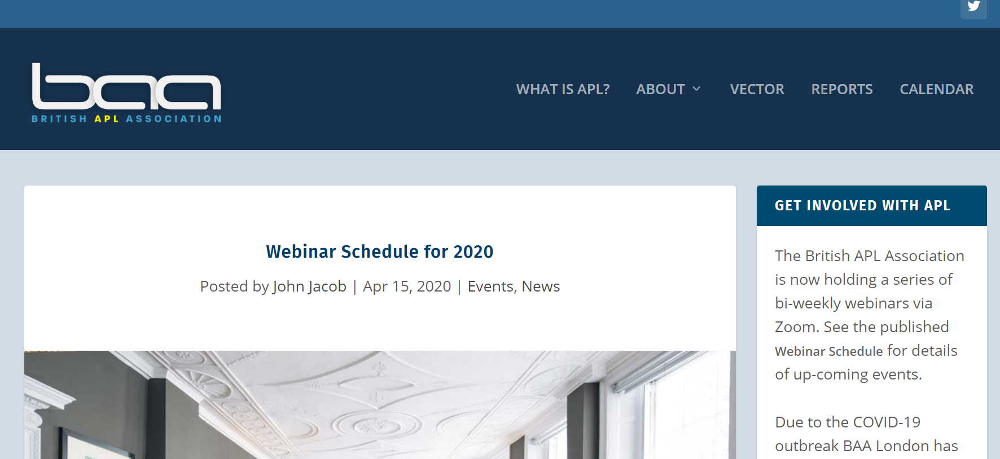 baa
BRITISH APL ASSOCIATION
WHAT IS APL?
ABOUT
VECTOR
REPORTS
CALENDAR
Webinar Schedule for 2020
Posted by John Jacob | Apr 15, 2020 | Events, News
GET INVOLVED WITH APL
The British APL Association
is now holding a series of
bi-weekly webinars via
Zoom. See the published
Webinar Schedule for details
of up-coming events.
Due to the COVID-19
outbreak BAA London has